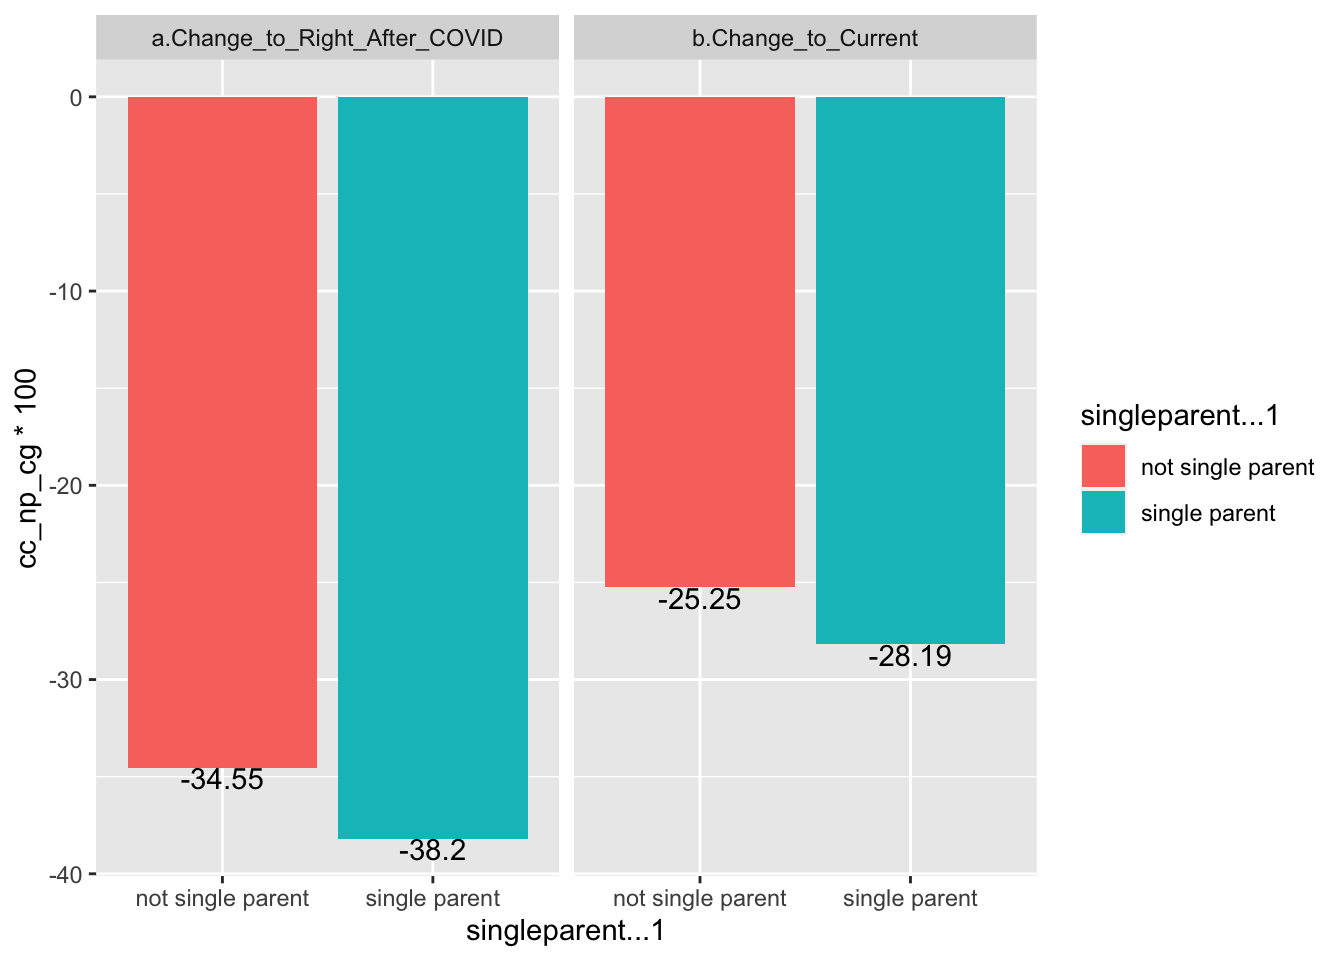 a.Change_to_Right_After_COVID
b.Change_to_Current
0
-10
-20
-30
-40
cc_np_cg * 100
-34.55
-38.2
-25.25
-28.19
not single parent
single parent
not single parent
single parent
singleparent...1
singleparent...1
not single parent
single parent